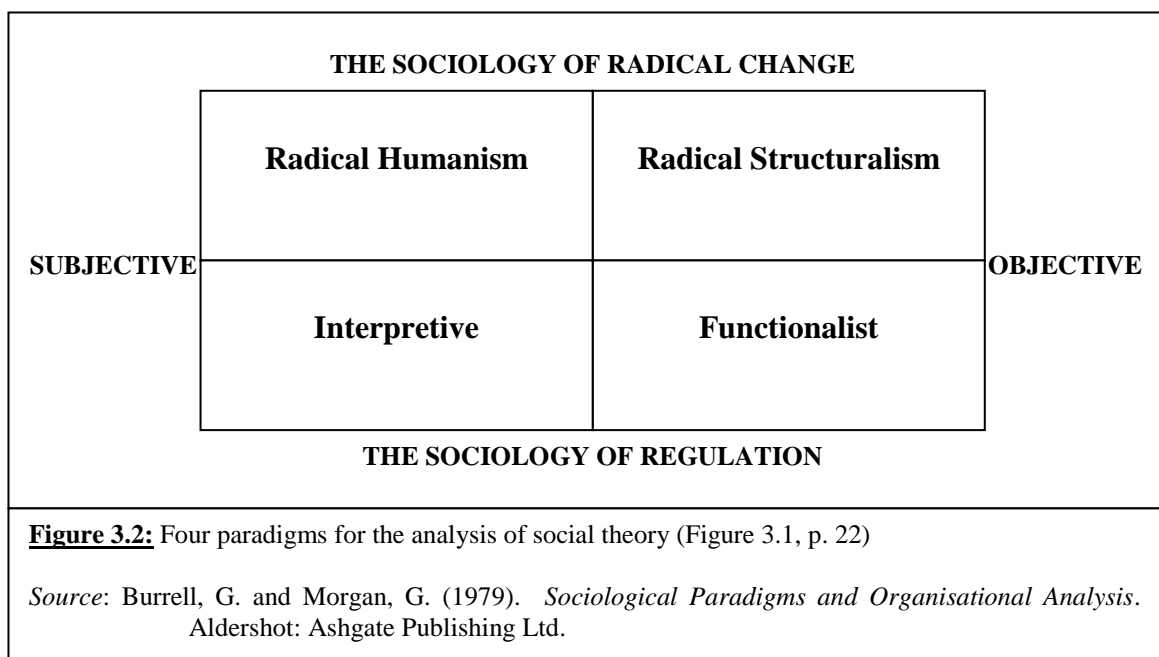 THE SOCIOLOGY OF RADICAL CHANGE
Radical Humanism Radical Structuralism
SUBJECTIVE OBJECTIVE
Interpretive Functionalist
THE SOCIOLOGY OF REGULATION
Figure 3.2: Four paradigms for the analysis of social theory (Figure 3.1, p. 22)
Source: Burrell, G. and Morgan, G. (1979). Sociological Paradigms and Organisational Analysis.
Aldershot: Ashgate Publishing Ltd.